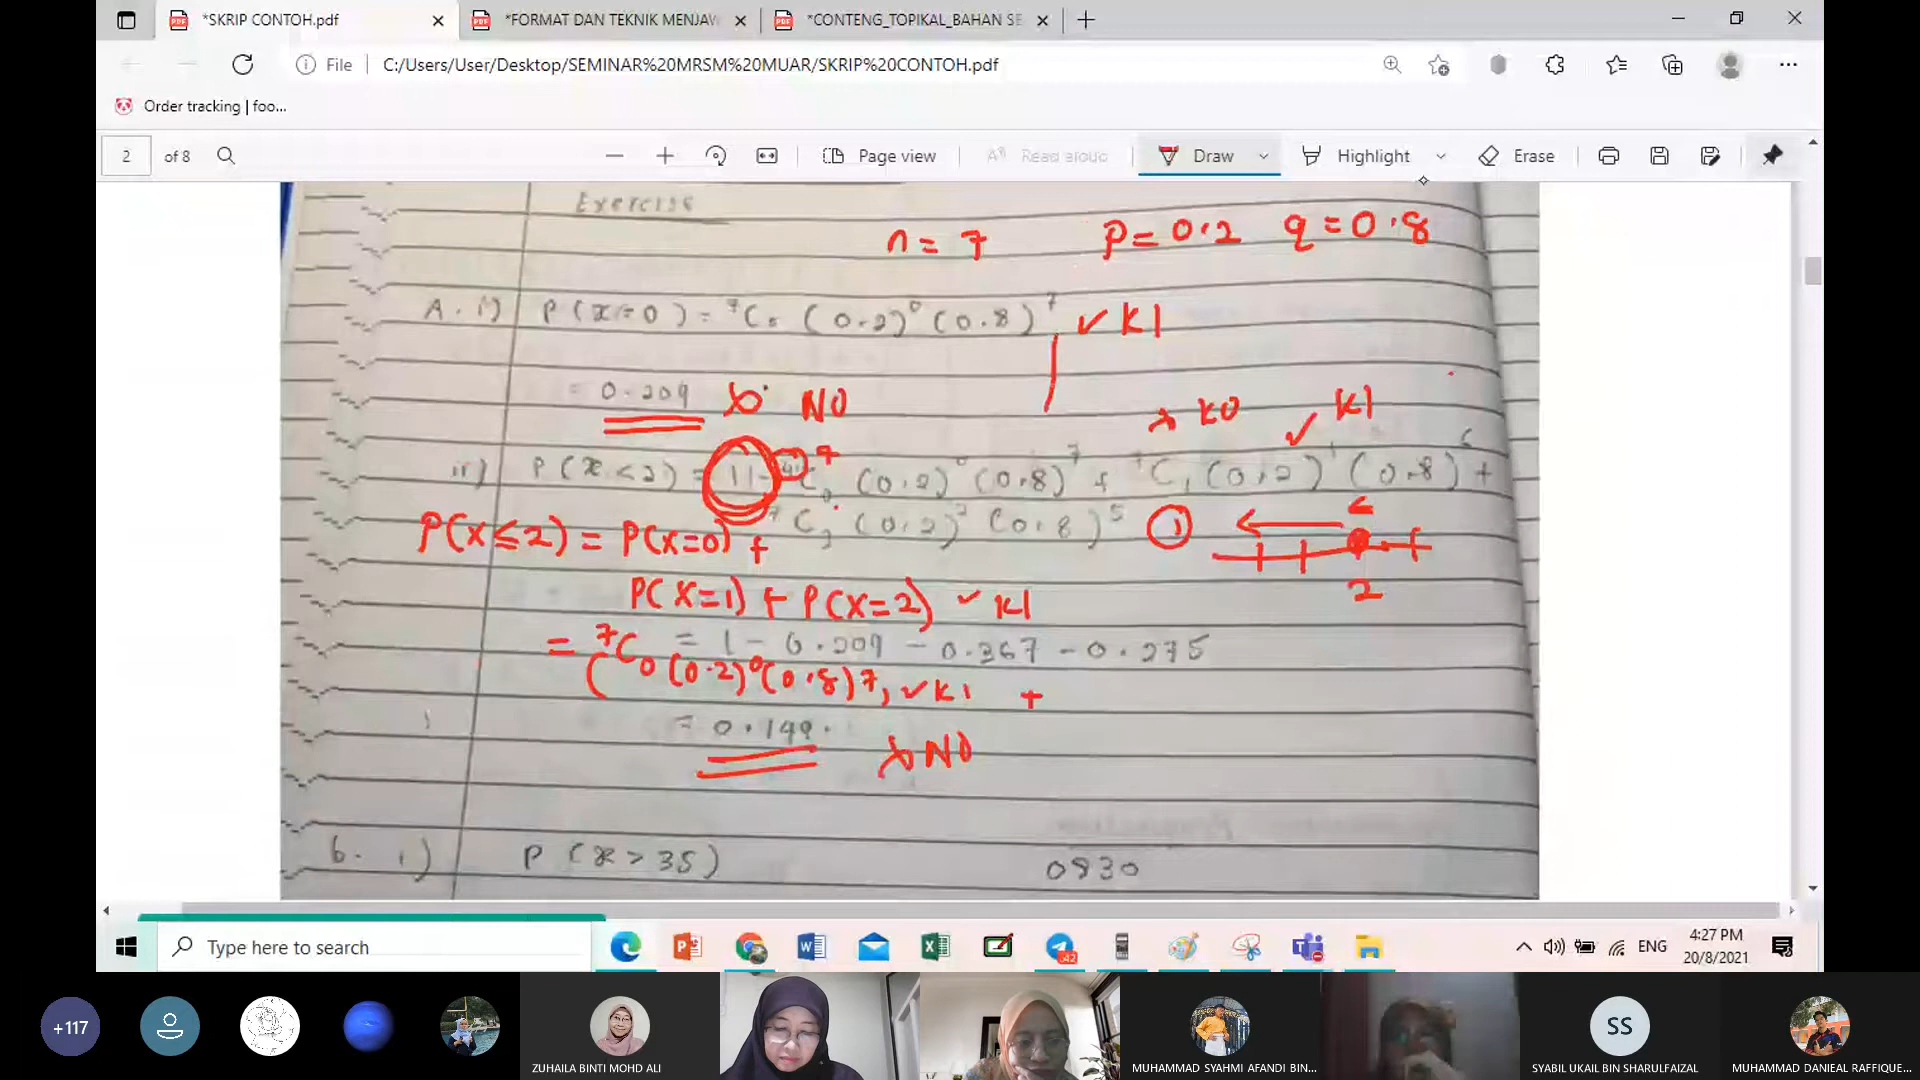 *SKRIP CONTOH.pdf
*FORMAT DAN TEKNIK MENJAW
*CONTENG_TOPIKAL_BAHAN SE
File
C:/Users/User/Desktop/SEMINAR%20MRSM%20MUAR/SKRIP%20CONTOH.pdf
Order tracking | foo...
2 of 8
Page view
Read aloud
Draw
Highlight
Erase
Exercise
n = 7 p = 0.2 q = 0.8
A. i) P(x=0) = ⁷C₀ (0.2)⁰ (0.8)⁷ ✓ K1
= 0.209 NO
K0 ✓ K1
ii) P(x≤2) = 1 - C₀ (0.2)⁰ (0.8)⁷ + ⁷C₁ (0.2)¹ (0.8)⁶ +
⁷C₂ (0.2)² (0.8)⁵ 1
P(X≤2) = P(X=0) +
2
P(X=1) + P(X=2) ✓ K1
= 1 - 0.209 - 0.367 - 0.275
= ⁷C₀ (0.2)⁰ (0.8)⁷, ✓ K1 +
= 0.149. NO
b. i) P (x > 35) 0830
Type here to search
542
ENG
4:27 PM
20/8/2021
+117
ZUHAILA BINTI MOHD ALI
MUHAMMAD SYAHMI AFANDI BIN...
SS
SYABIL UKAIL BIN SHARULFAIZAL
MUHAMMAD DANIEAL RAFFIQUE...